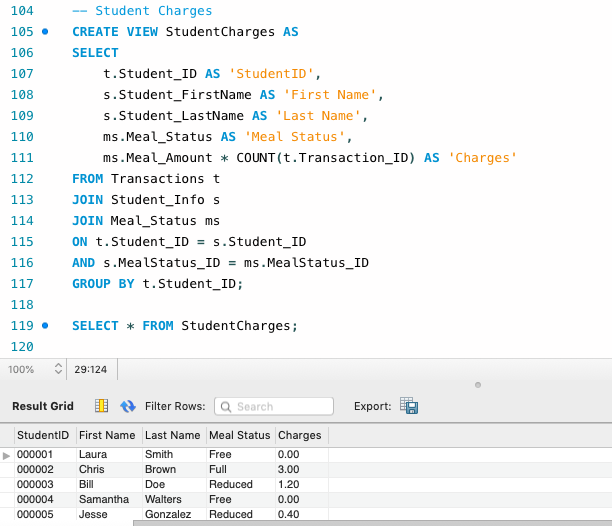 104 -- Student Charges
105 CREATE VIEW StudentCharges AS
106 SELECT
107 t.Student_ID AS 'StudentID',
108 s.Student_FirstName AS 'First Name',
109 s.Student_LastName AS 'Last Name',
110 ms.Meal_Status AS 'Meal Status',
111 ms.Meal_Amount * COUNT(t.Transaction_ID) AS 'Charges'
112 FROM Transactions t
113 JOIN Student_Info s
114 JOIN Meal_Status ms
115 ON t.Student_ID = s.Student_ID
116 AND s.MealStatus_ID = ms.MealStatus_ID
117 GROUP BY t.Student_ID;
118
119 SELECT * FROM StudentCharges;
120
100% 29:124
Result Grid Filter Rows: Search Export:
StudentID First Name Last Name Meal Status Charges
000001 Laura Smith Free 0.00
000002 Chris Brown Full 3.00
000003 Bill Doe Reduced 1.20
000004 Samantha Walters Free 0.00
000005 Jesse Gonzalez Reduced 0.40